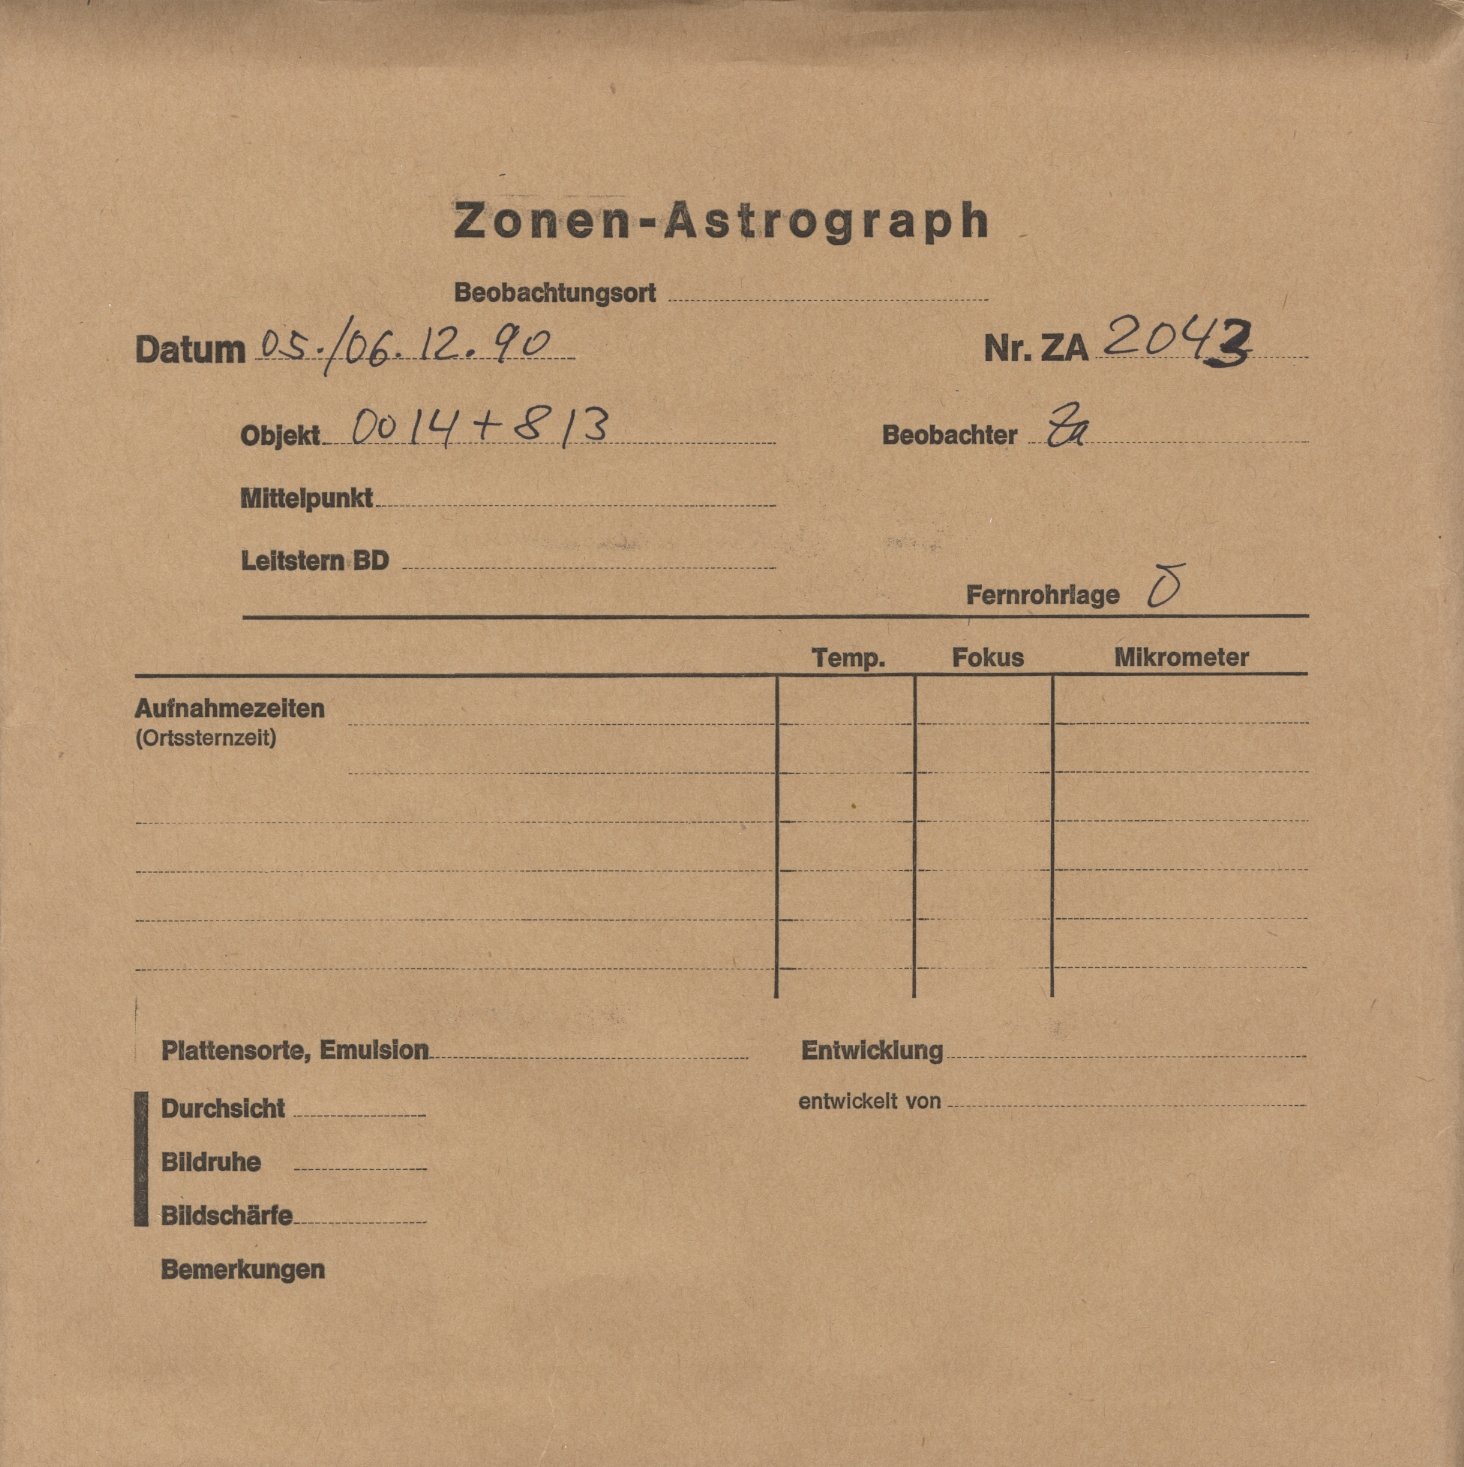 Zonen-Astrograph
Beobachtungsort
Datum 05./06.12.90 Nr. ZA 2043
Objekt 0014+813 Beobachter Za
Mittelpunkt
Leitstern BD
Fernrohrlage
Temp. Fokus Mikrometer
Aufnahmezeiten
(Ortssternzeit)
Plattensorte, Emulsion Entwicklung
Durchsicht entwickelt von
Bildruhe
Bildschärfe
Bemerkungen